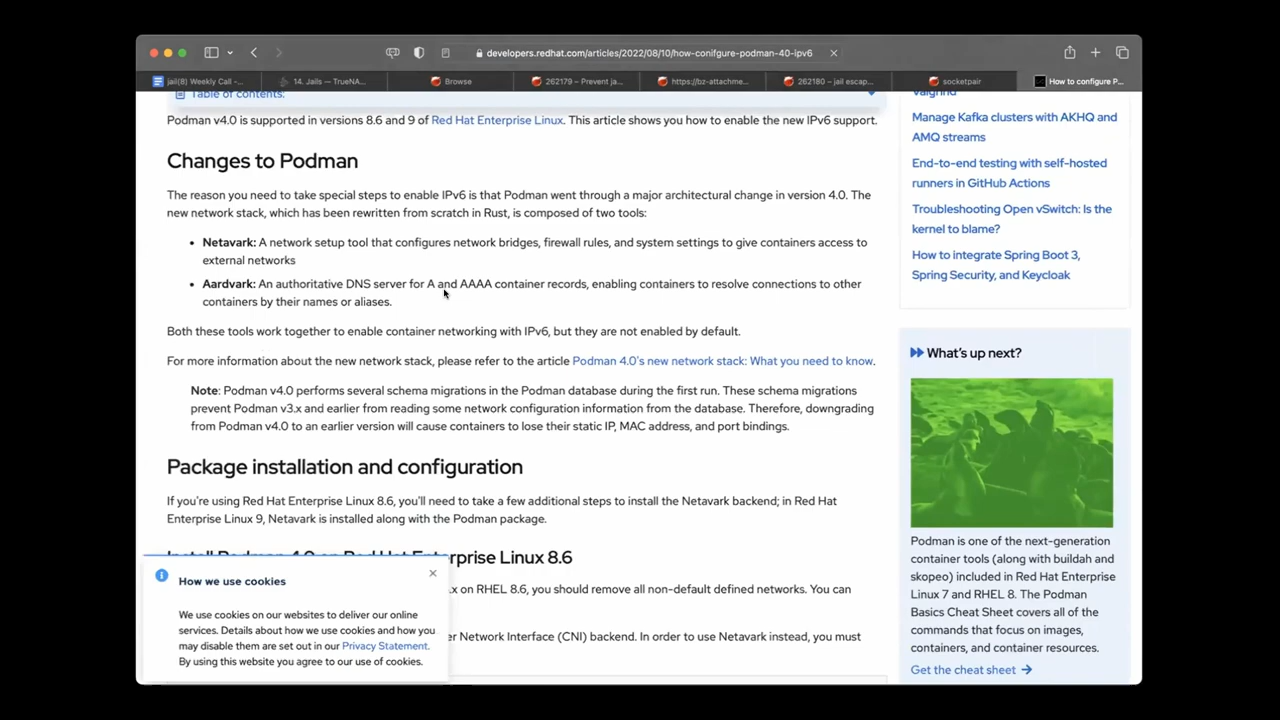 developers.redhat.com/articles/2022/08/10/how-conifgure-podman-40-ipv6
jail(8) Weekly Call -...
14. Jails — TrueNA...
Browse
262179 – Prevent ja...
https://bz-attachme...
262180 – jail escap...
socketpair
How to configure P...
Table of contents:
Podman v4.0 is supported in versions 8.6 and 9 of Red Hat Enterprise Linux. This article shows you how to enable the new IPv6 support.
Changes to Podman
The reason you need to take special steps to enable IPv6 is that Podman went through a major architectural change in version 4.0. The
new network stack, which has been rewritten from scratch in Rust, is composed of two tools:
• Netavark: A network setup tool that configures network bridges, firewall rules, and system settings to give containers access to
external networks
• Aardvark: An authoritative DNS server for A and AAAA container records, enabling containers to resolve connections to other
containers by their names or aliases.
Both these tools work together to enable container networking with IPv6, but they are not enabled by default.
For more information about the new network stack, please refer to the article Podman 4.0's new network stack: What you need to know.
Note: Podman v4.0 performs several schema migrations in the Podman database during the first run. These schema migrations
prevent Podman v3.x and earlier from reading some network configuration information from the database. Therefore, downgrading
from Podman v4.0 to an earlier version will cause containers to lose their static IP, MAC address, and port bindings.
Package installation and configuration
If you're using Red Hat Enterprise Linux 8.6, you'll need to take a few additional steps to install the Netavark backend; in Red Hat
Enterprise Linux 9, Netavark is installed along with the Podman package.
Install Podman 4.0 on Red Hat Enterprise Linux 8.6
.x on RHEL 8.6, you should remove all non-default defined networks. You can
er Network Interface (CNI) backend. In order to use Netavark instead, you must
How we use cookies
We use cookies on our websites to deliver our online
services. Details about how we use cookies and how you
may disable them are set out in our Privacy Statement.
By using this website you agree to our use of cookies.
Valgrind
Manage Kafka clusters with AKHQ and
AMQ streams
End-to-end testing with self-hosted
runners in GitHub Actions
Troubleshooting Open vSwitch: Is the
kernel to blame?
How to integrate Spring Boot 3,
Spring Security, and Keycloak
What's up next?
Podman is one of the next-generation
container tools (along with buildah and
skopeo) included in Red Hat Enterprise
Linux 7 and RHEL 8. The Podman
Basics Cheat Sheet covers all of the
commands that focus on images,
containers, and container resources.
Get the cheat sheet →